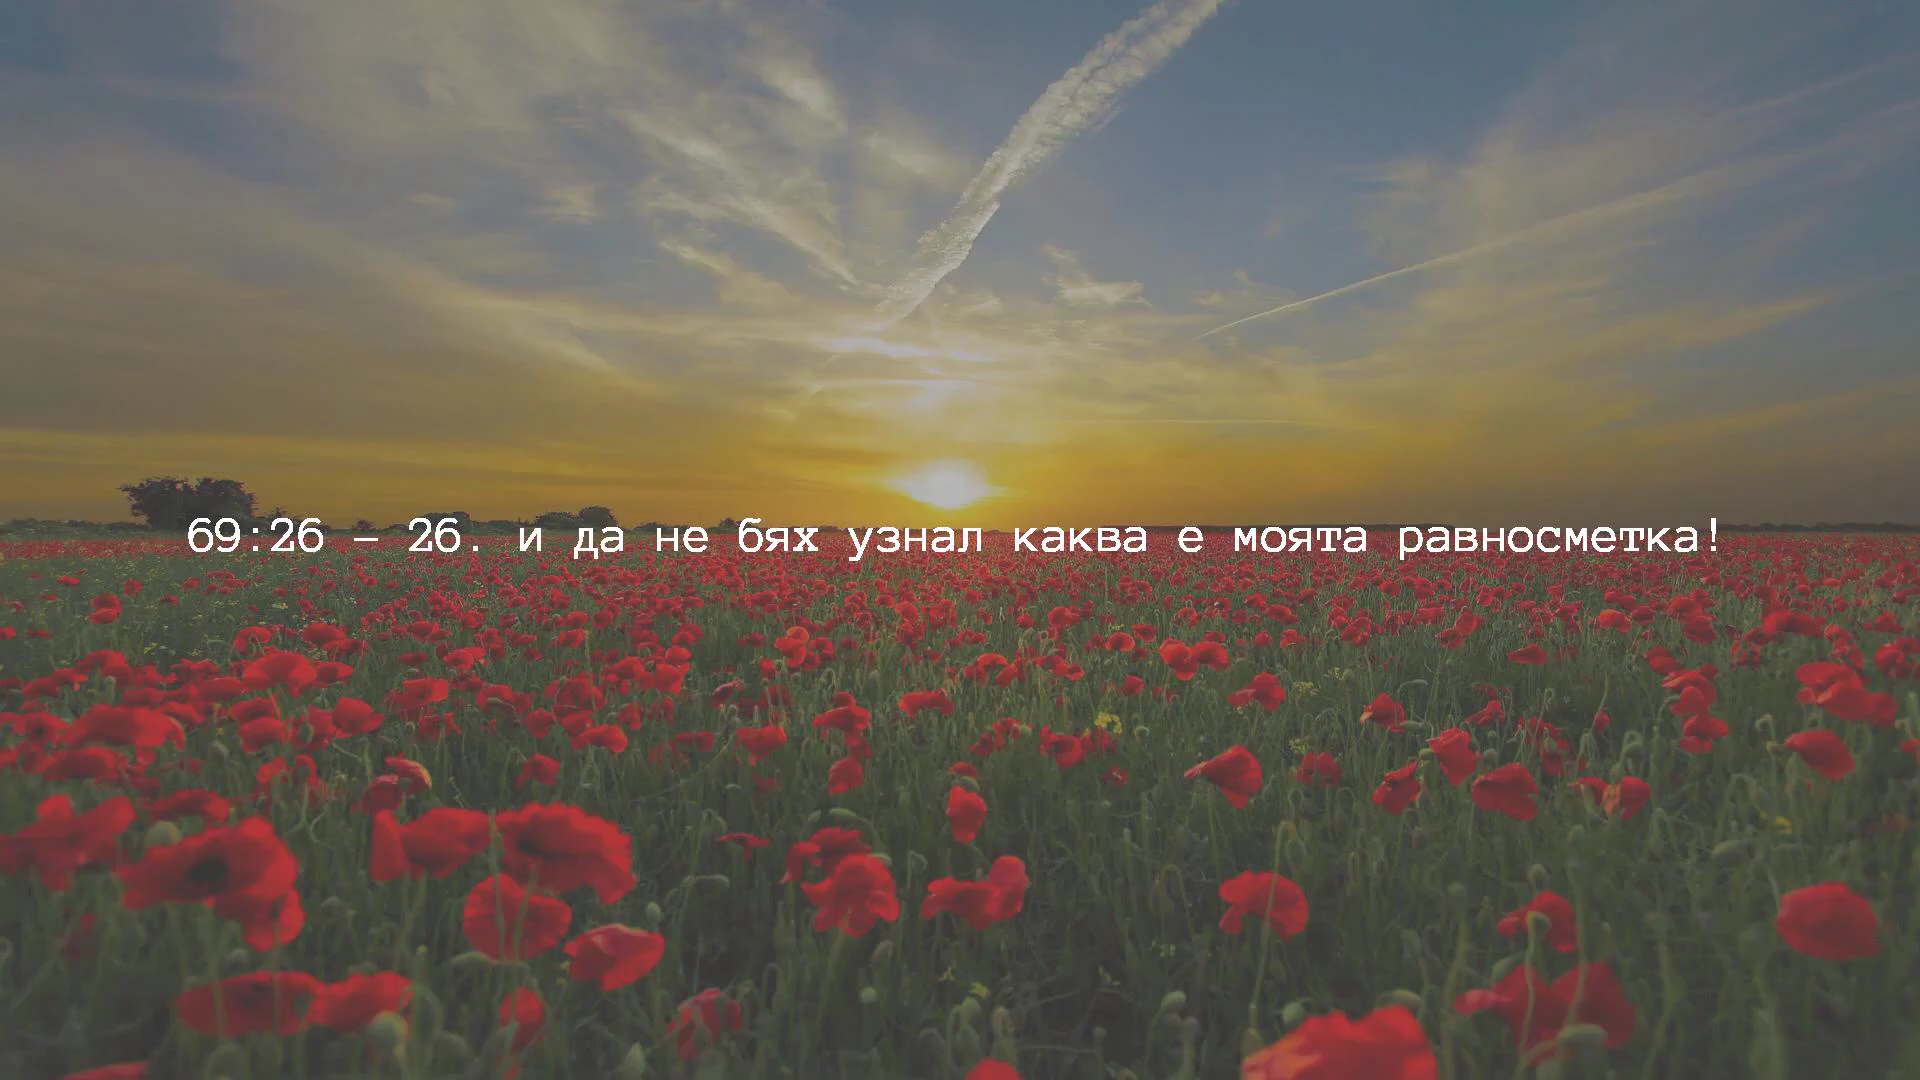 69:26 — 26. и да не бях узнал каква е моята равносметка!